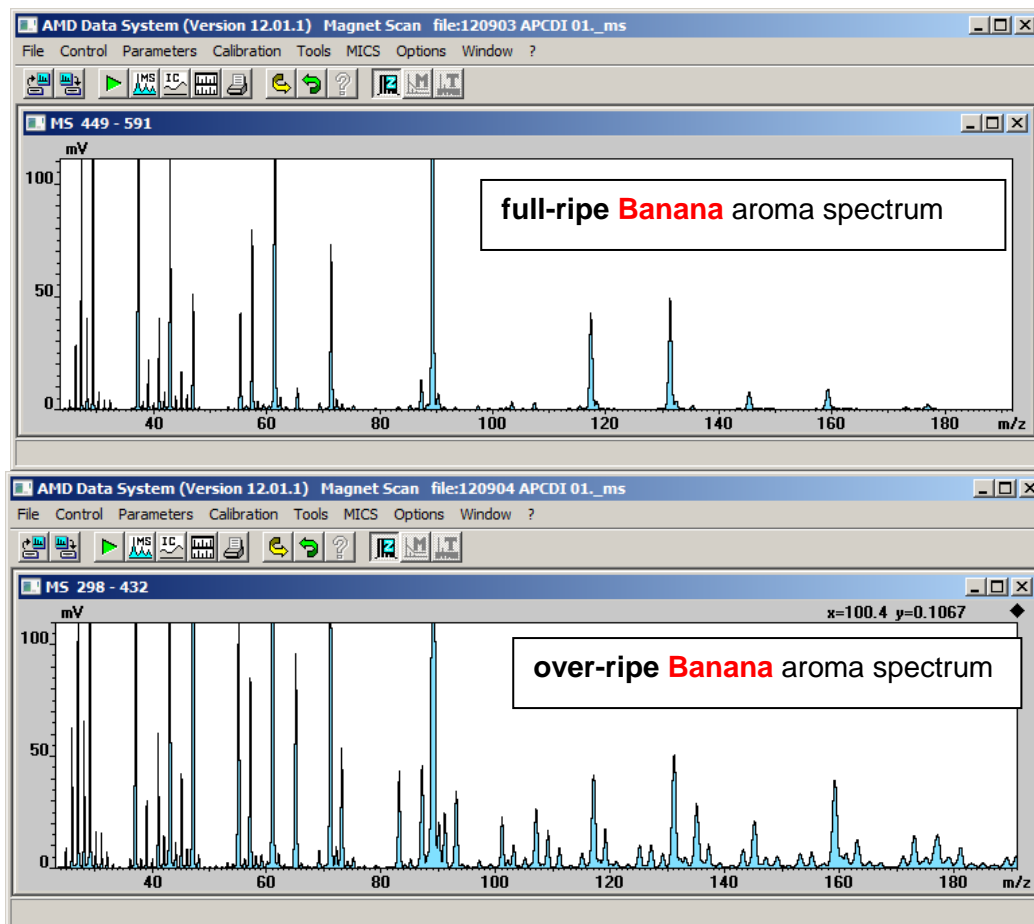 AMD Data System (Version 12.01.1) Magnet Scan file:120903 APCDI 01._ms
File Control Parameters Calibration Tools MICS Options Window ?
MS IC
MS 449 - 591
mV
100
full-ripe Banana aroma spectrum
50
0
40 60 80 100 120 140 160 180 m/z
AMD Data System (Version 12.01.1) Magnet Scan file:120904 APCDI 01._ms
File Control Parameters Calibration Tools MICS Options Window ?
MS IC
MS 298 - 432
mV x=100.4 y=0.1067
100
over-ripe Banana aroma spectrum
50
0
40 60 80 100 120 140 160 180 m/z